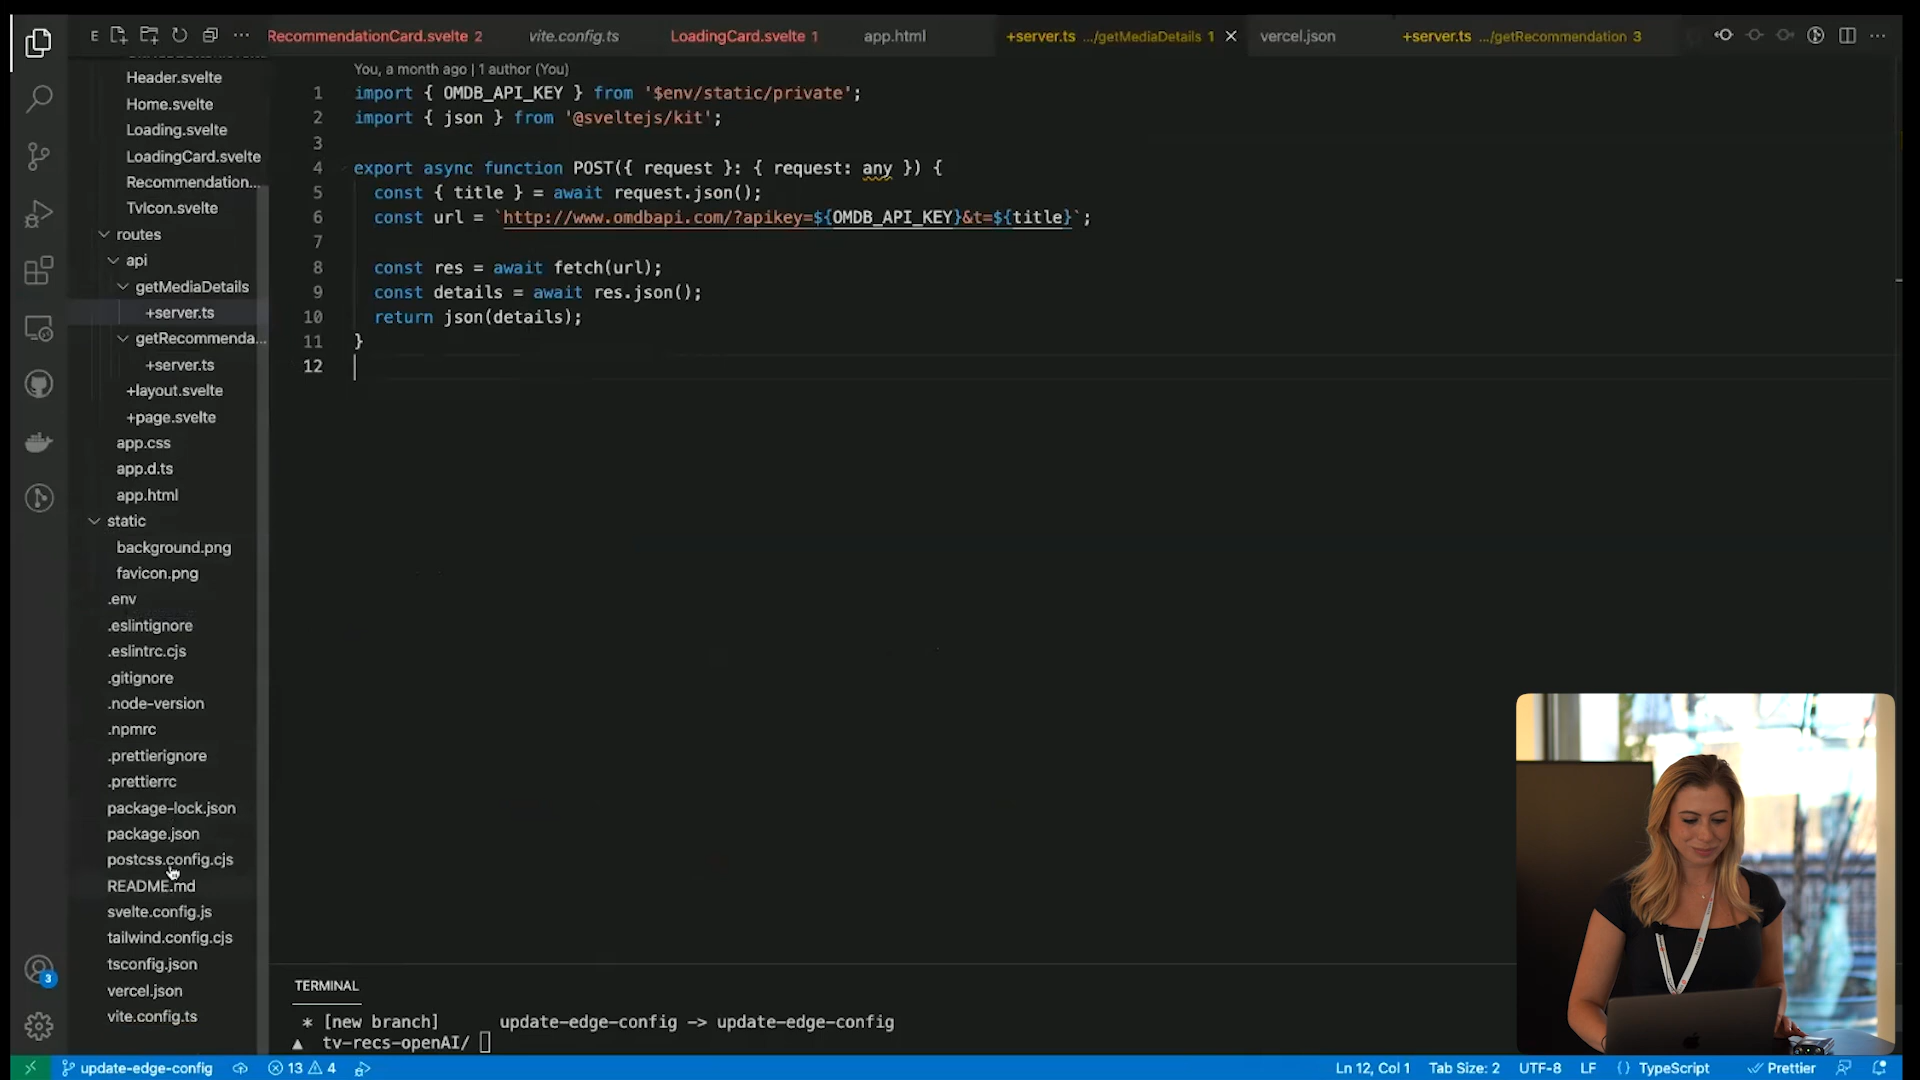 E
RecommendationCard.svelte 2
vite.config.ts
LoadingCard.svelte 1
app.html
+server.ts .../getMediaDetails 1
vercel.json
+server.ts .../getRecommendation 3
Header.svelte
Home.svelte
Loading.svelte
LoadingCard.svelte
Recommendation...
TvIcon.svelte
routes
api
getMediaDetails
+server.ts
getRecommenda...
+server.ts
+layout.svelte
+page.svelte
app.css
app.d.ts
app.html
static
background.png
favicon.png
.env
.eslintignore
.eslintrc.cjs
.gitignore
.node-version
.npmrc
.prettierignore
.prettierrc
package-lock.json
package.json
postcss.config.cjs
README.md
svelte.config.js
tailwind.config.cjs
tsconfig.json
vercel.json
vite.config.ts
You, a month ago | 1 author (You)
1 import { OMDB_API_KEY } from '$env/static/private';
2 import { json } from '@sveltejs/kit';
3
4 export async function POST({ request }: { request: any }) {
5 const { title } = await request.json();
6 const url = `http://www.omdbapi.com/?apikey=${OMDB_API_KEY}&t=${title}`;
7
8 const res = await fetch(url);
9 const details = await res.json();
10 return json(details);
11 }
12
TERMINAL
* [new branch] update-edge-config -> update-edge-config
▲ tv-recs-openAI/
3
update-edge-config
13
4
Ln 12, Col 1
Tab Size: 2
UTF-8
LF
{ } TypeScript
Prettier